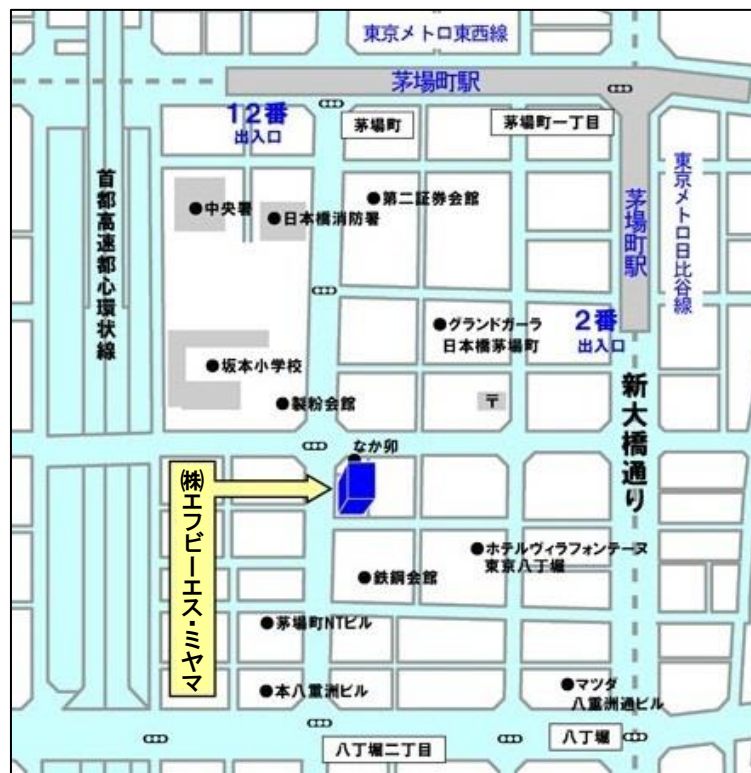 東京メトロ東西線
茅場町駅
12番
出入口
茅場町
茅場町一丁目
首都高速都心環状線
●中央署
●日本橋消防署
●第二証券会館
茅場町駅
東京メトロ日比谷線
●グランドガーラ
日本橋茅場町
2番
出入口
●坂本小学校
●製粉会館
〒
新大橋通り
なか卯
㈱エフビーエス・ミヤマ
●ホテルヴィラフォンテーヌ
東京八丁堀
●鉄鋼会館
●茅場町NTビル
●本八重洲ビル
●マツダ
八重洲通ビル
八丁堀二丁目
八丁堀